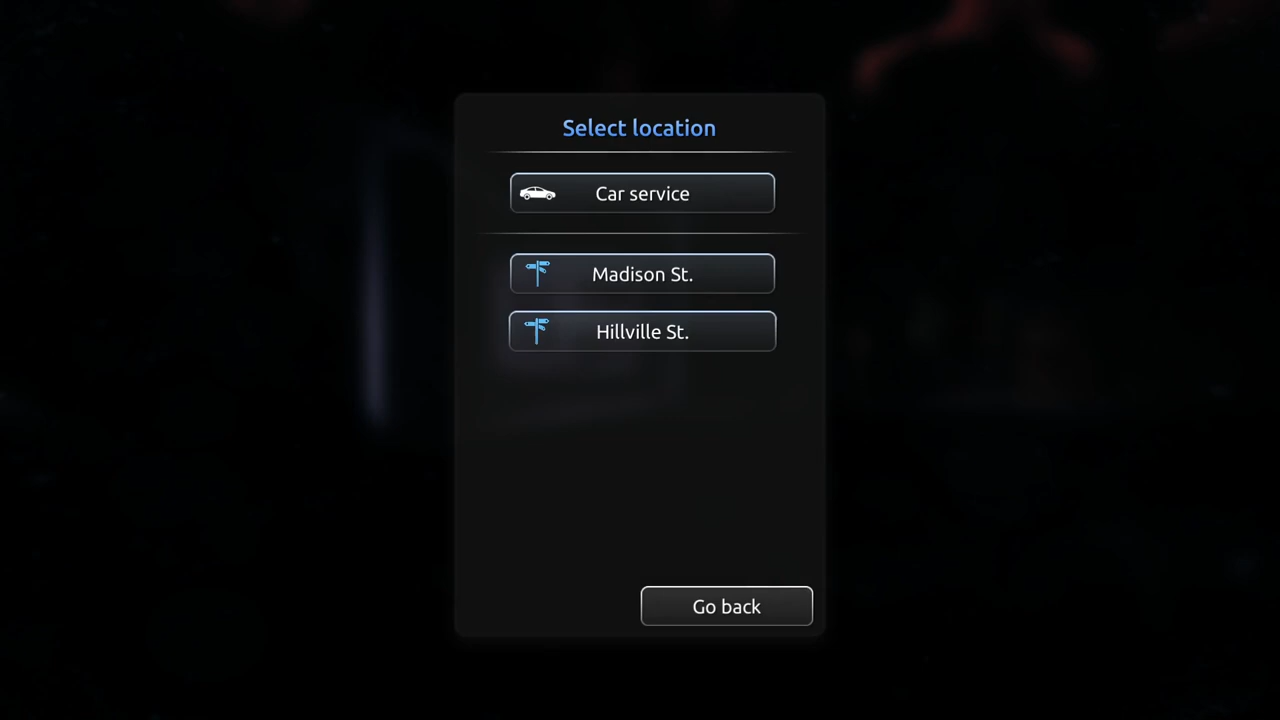 Select location
Car service
Madison St.
Hillville St.
Go back